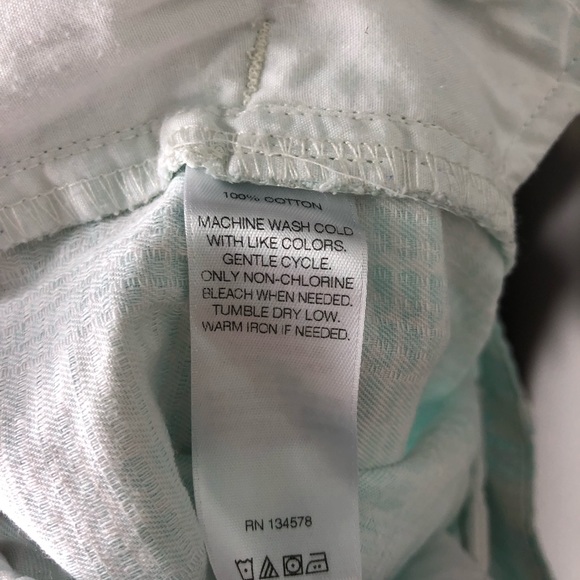 100% COTTON
MACHINE WASH COLD
WITH LIKE COLORS.
GENTLE CYCLE.
ONLY NON-CHLORINE
BLEACH WHEN NEEDED.
TUMBLE DRY LOW.
WARM IRON IF NEEDED.
RN 134578